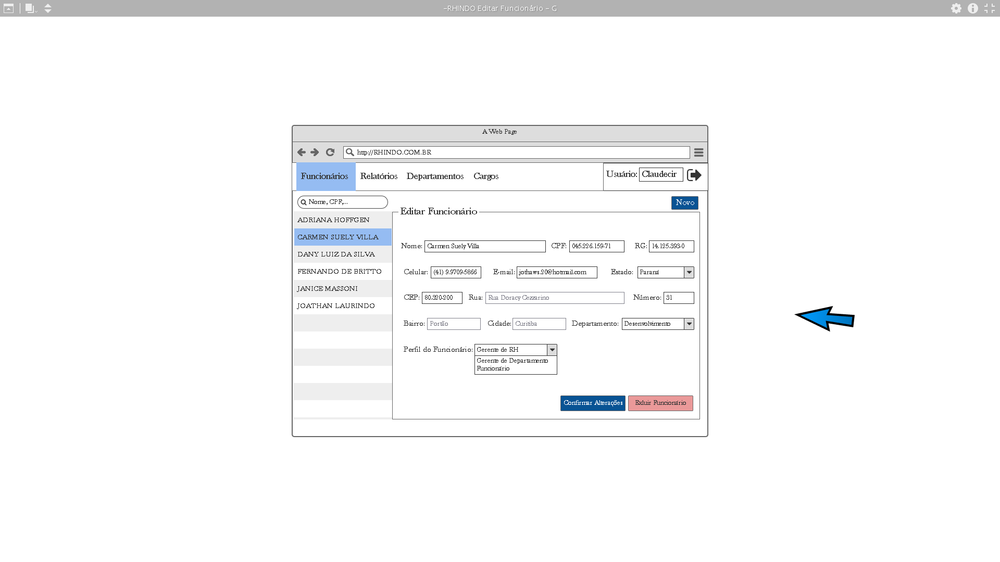 -RHINDO Editar Funcionário - G
A Web Page
http://RHINDO.COM.BR
Funcionários Relatórios Departamentos Cargos Usuário: Claudecir
Nome, CPF,... Novo
Editar Funcionário
ADRIANA HOFFGEN
CARMEN SUELY VILLA
DANY LUIZ DA SILVA
FERNANDO DE BRITTO
JANICE MASSONI
JOATHAN LAURINDO
Nome: Carmen Suely Villa CPF: 045.226.159-71 RG: 14.125.393-0
Celular: (41) 9.9709-5866 E-mail: jothaws.20@hotmail.com Estado: Paraná
CEP: 80.320-200 Rua: Rua Doracy Cezzarino Número: 31
Bairro: Portão Cidade: Curitiba Departamento: Desenvolvimento
Perfil do Funcionário: Gerente de RH
Gerente de Departamento
Funcionário
Confirmar Alterações Exluir Funcionário